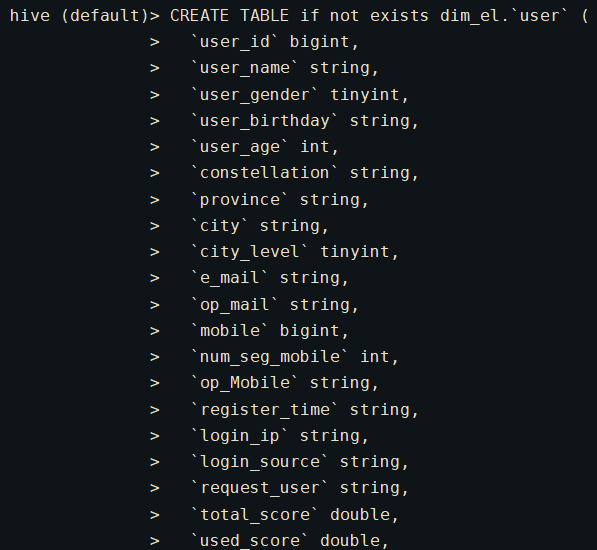 hive (default)> CREATE TABLE if not exists dim_el.`user` (
> `user_id` bigint,
> `user_name` string,
> `user_gender` tinyint,
> `user_birthday` string,
> `user_age` int,
> `constellation` string,
> `province` string,
> `city` string,
> `city_level` tinyint,
> `e_mail` string,
> `op_mail` string,
> `mobile` bigint,
> `num_seg_mobile` int,
> `op_Mobile` string,
> `register_time` string,
> `login_ip` string,
> `login_source` string,
> `request_user` string,
> `total_score` double,
> `used_score` double,